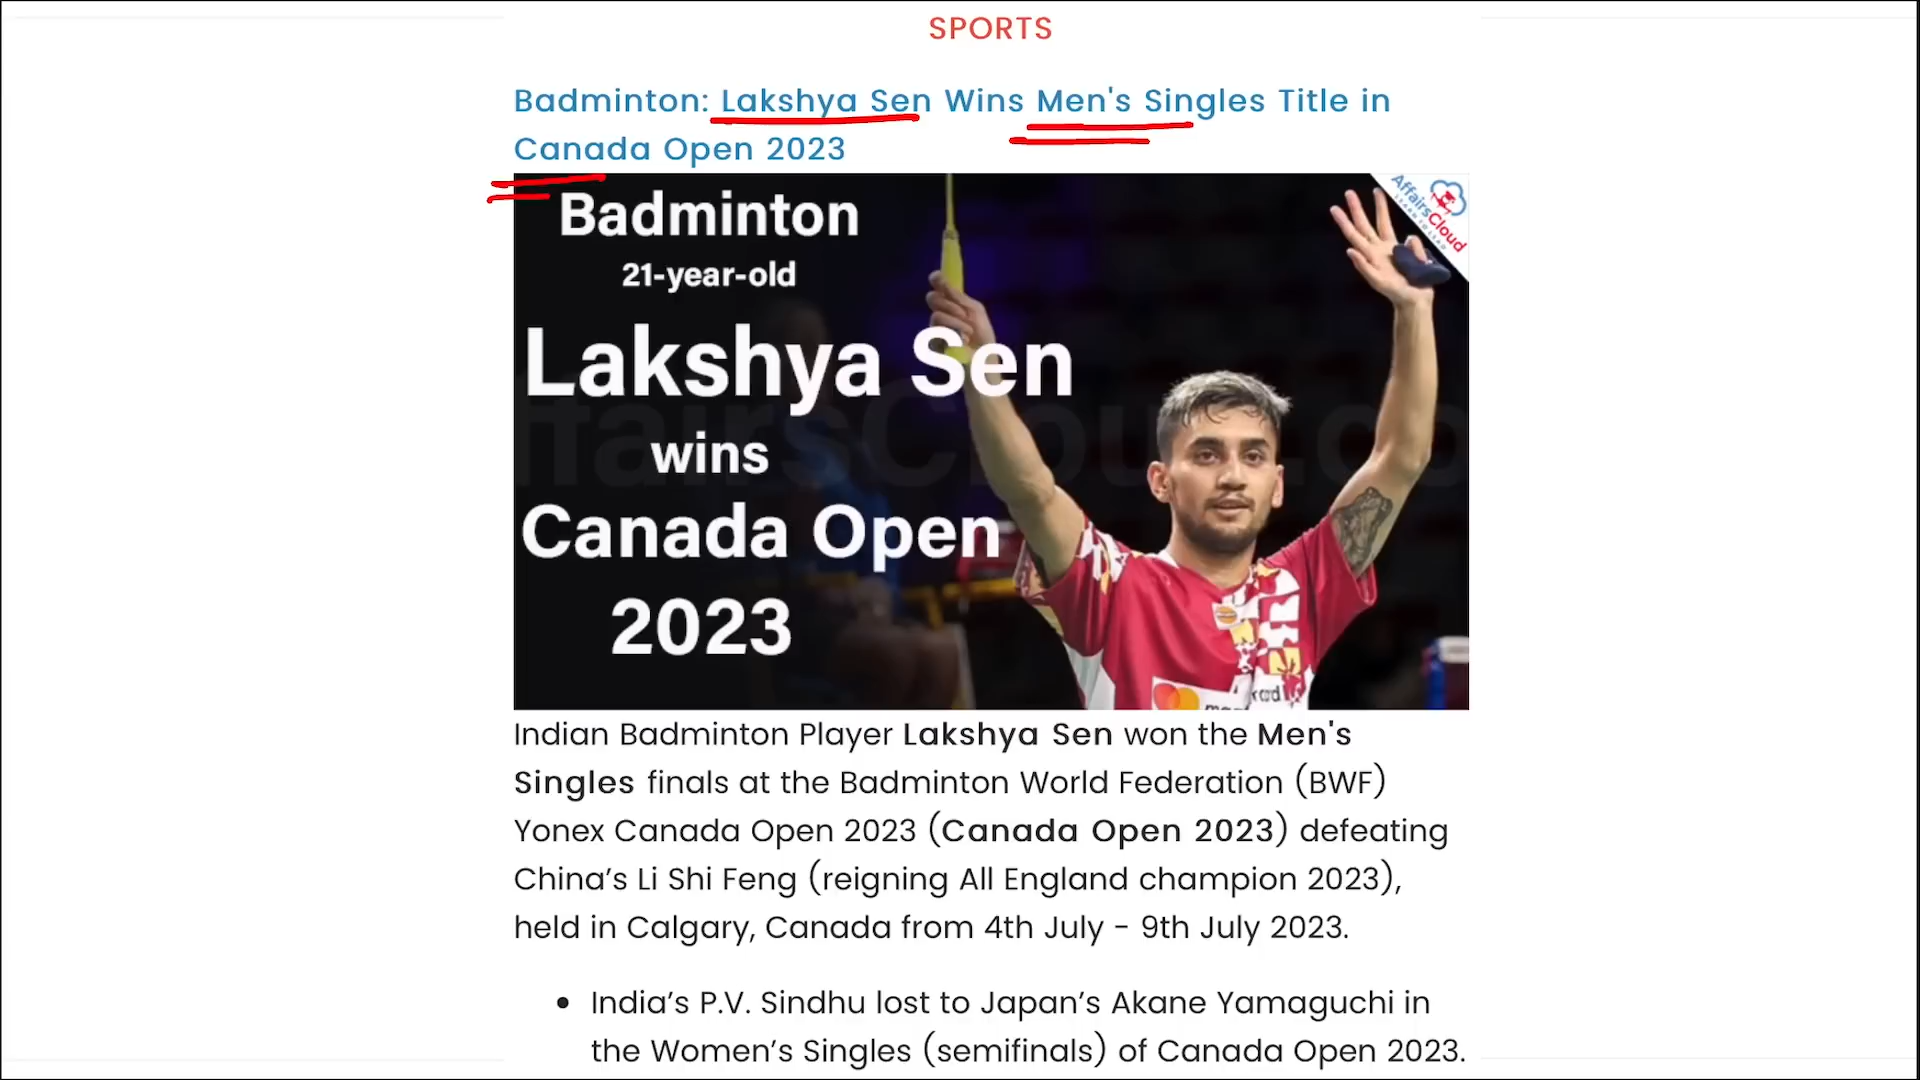 SPORTS
Badminton: Lakshya Sen Wins Men's Singles Title in
Canada Open 2023
Badminton
21-year-old
Lakshya Sen
wins
Canada Open
2023
AffairsCloud
LEARN TO LEAD
Indian Badminton Player Lakshya Sen won the Men's
Singles finals at the Badminton World Federation (BWF)
Yonex Canada Open 2023 (Canada Open 2023) defeating
China’s Li Shi Feng (reigning All England champion 2023),
held in Calgary, Canada from 4th July - 9th July 2023.
• India’s P.V. Sindhu lost to Japan’s Akane Yamaguchi in
the Women’s Singles (semifinals) of Canada Open 2023.